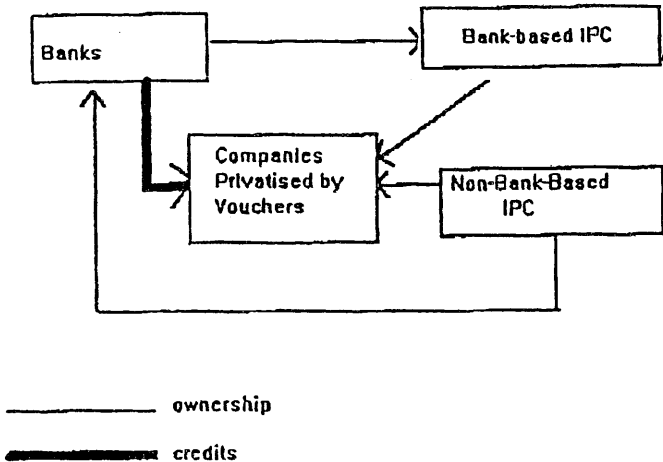 Banks
Bank-based IPC
Companies
Privatised by
Vouchers
Non-Bank-Based
IPC
ownership
credits